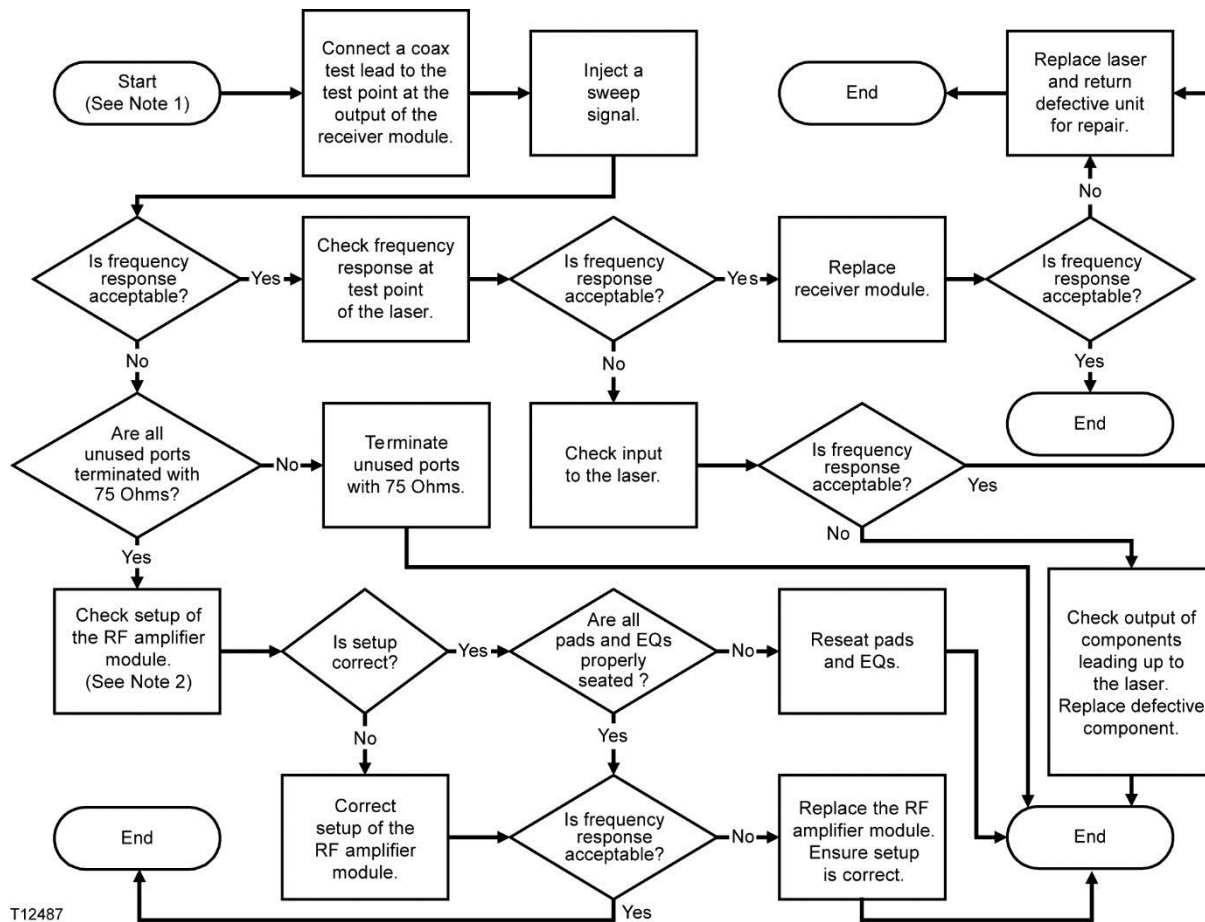 Start
(See Note 1)
Connect a coax
test lead to the
test point at the
output of the
receiver module.
Inject a
sweep
signal.
End
Replace laser
and return
defective unit
for repair.
No
Is frequency
response
acceptable?
Yes
Check frequency
response at
test point
of the laser.
Is frequency
response
acceptable?
Yes
Replace
receiver module.
Is frequency
response
acceptable?
No
No
Yes
End
Are all
unused ports
terminated with
75 Ohms?
No
Terminate
unused ports
with 75 Ohms.
Check input
to the laser.
Is frequency
response
acceptable?
Yes
No
Yes
Check setup of
the RF amplifier
module.
(See Note 2)
Is setup
correct?
Yes
Are all
pads and EQs
properly
seated ?
No
Reseat pads
and EQs.
Check output of
components
leading up to
the laser.
Replace defective
component.
No
Yes
End
Correct
setup of the
RF amplifier
module.
Is frequency
response
acceptable?
No
Replace the RF
amplifier module.
Ensure setup
is correct.
End
Yes
T12487